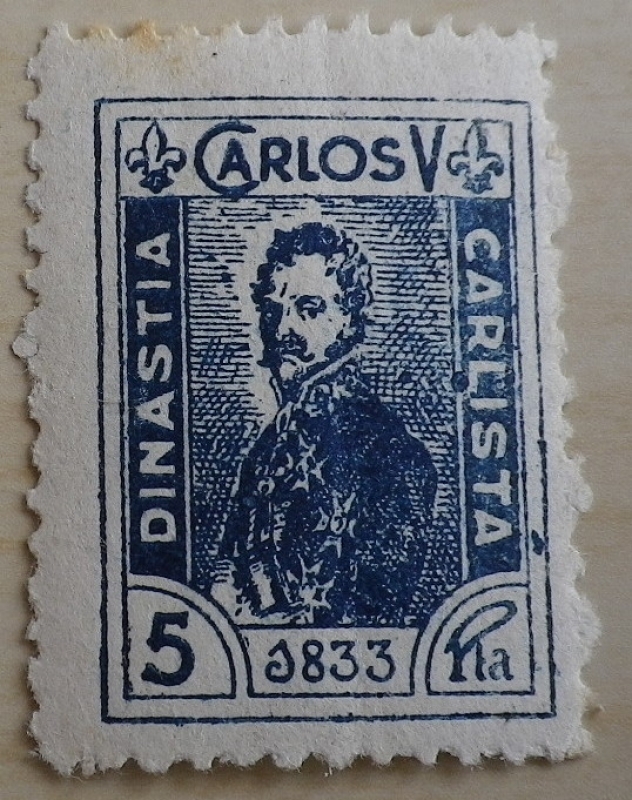 CARLOS V
DINASTIA
CARLISTA
5
1833
Pta